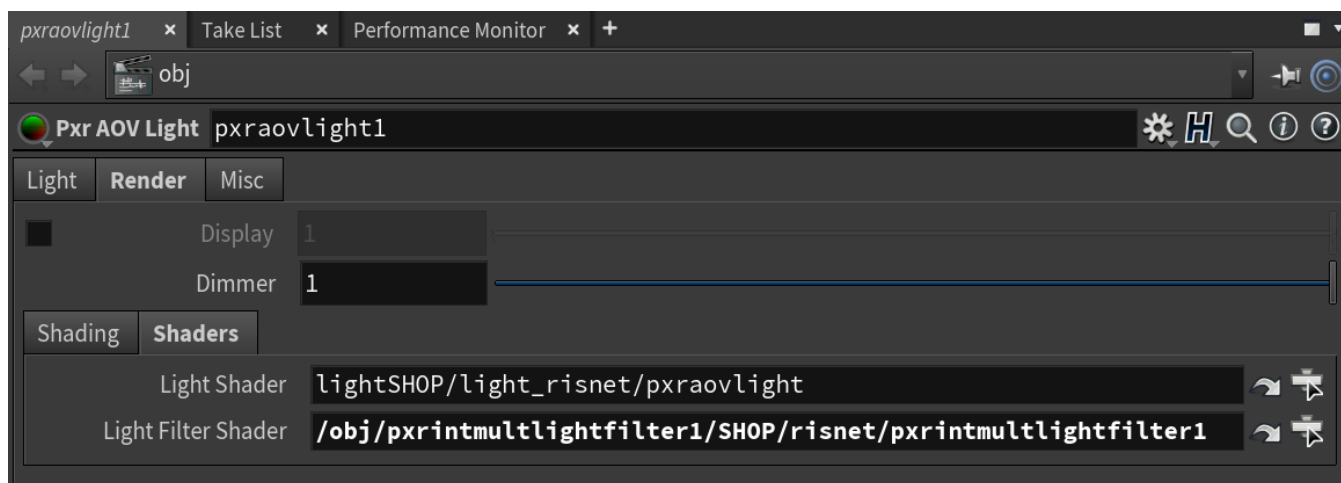 pxraovlight1 × Take List × Performance Monitor × +
obj
Pxr AOV Light pxraovlight1
Light Render Misc
Display 1
Dimmer 1
Shading Shaders
Light Shader lightSHOP/light_risnet/pxraovlight
Light Filter Shader /obj/pxrintmultlightfilter1/SHOP/risnet/pxrintmultlightfilter1